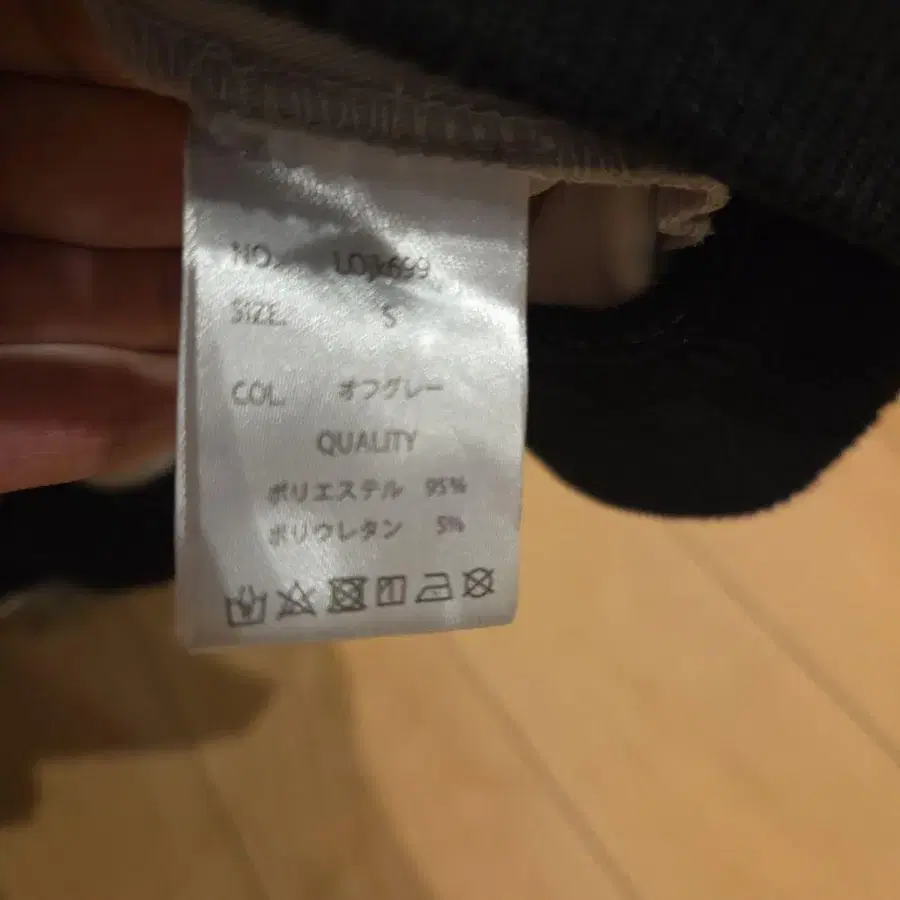 NO. LOJk699
SIZE. S
COL. オフグレー
QUALITY
ポリエステル 95%
ポリウレタン 5%